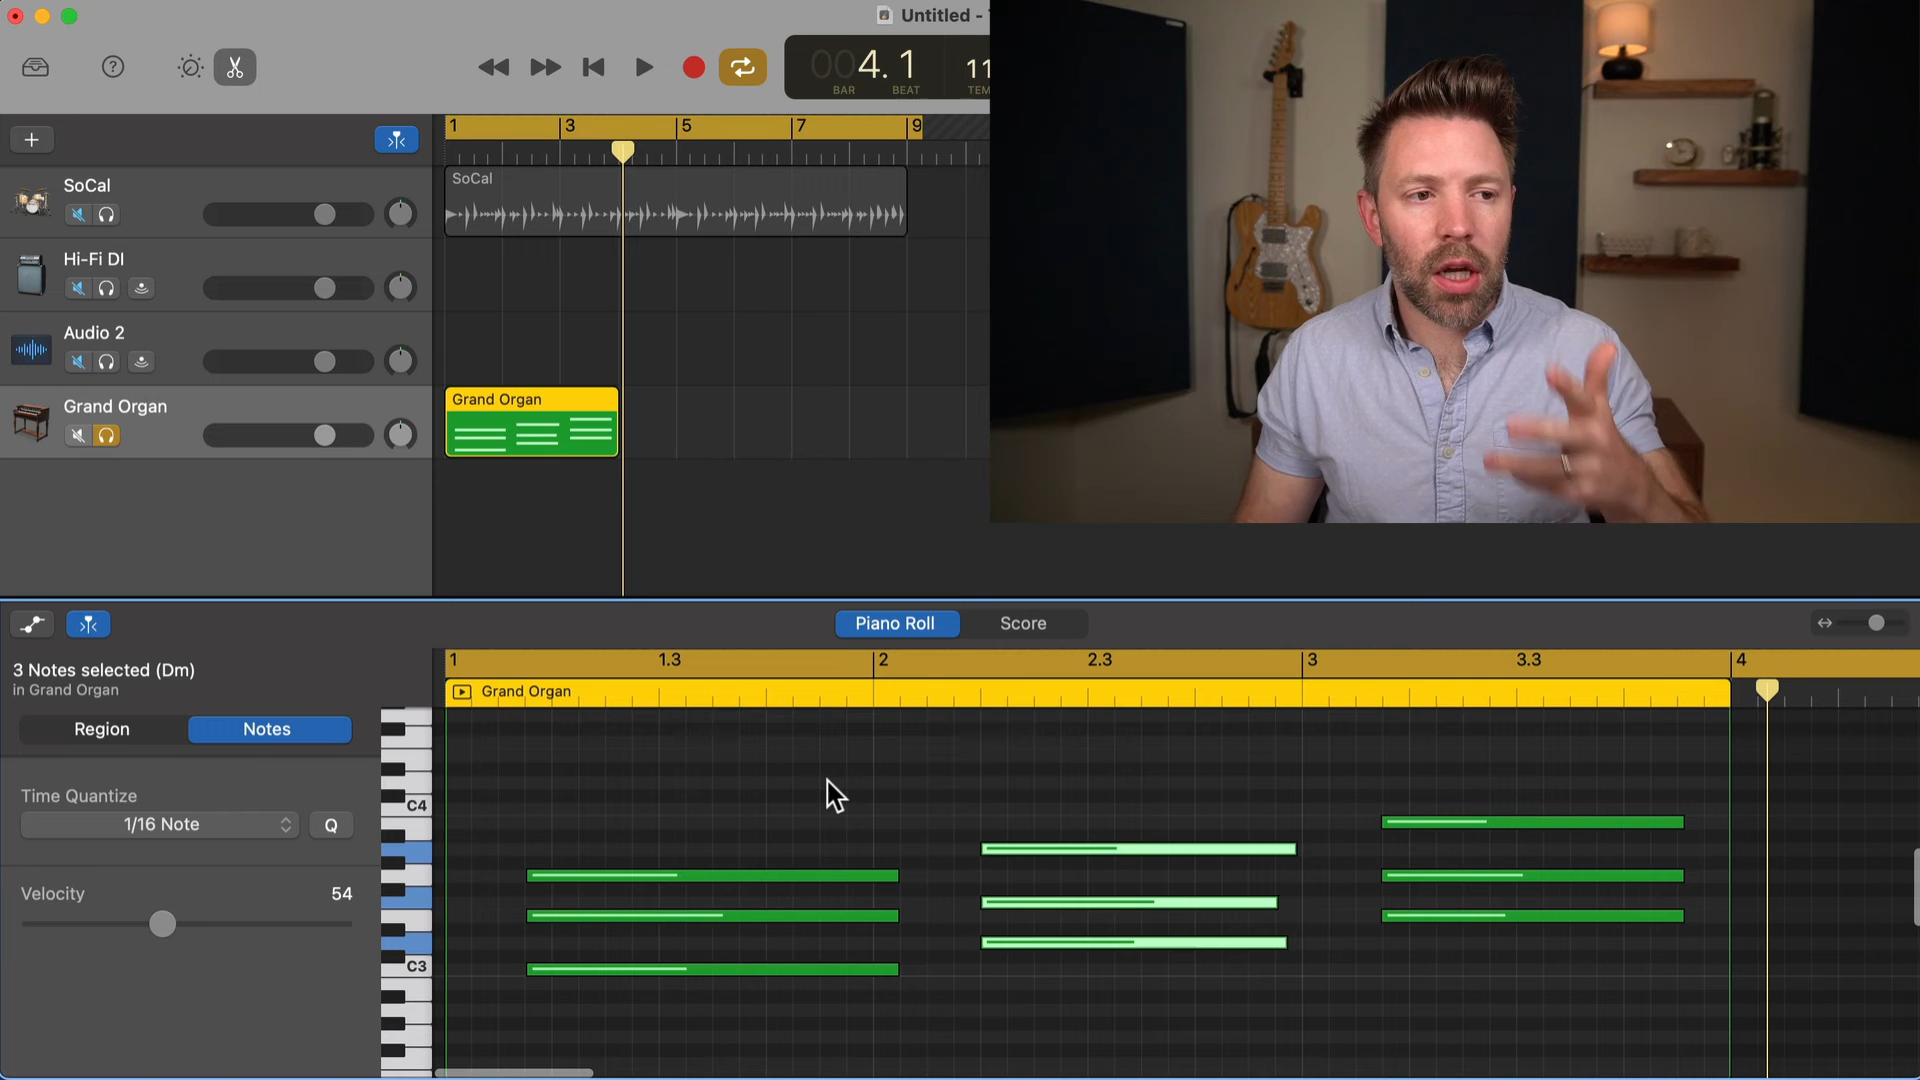 Untitled -
004. 1
11
BAR
BEAT
TEM
1
3
5
7
9
SoCal
SoCal
Hi-Fi DI
Audio 2
Grand Organ
Grand Organ
Piano Roll
Score
3 Notes selected (Dm)
in Grand Organ
1
1.3
2
2.3
3
3.3
4
Grand Organ
Region
Notes
Time Quantize
1/16 Note
Q
C4
Velocity
54
C3